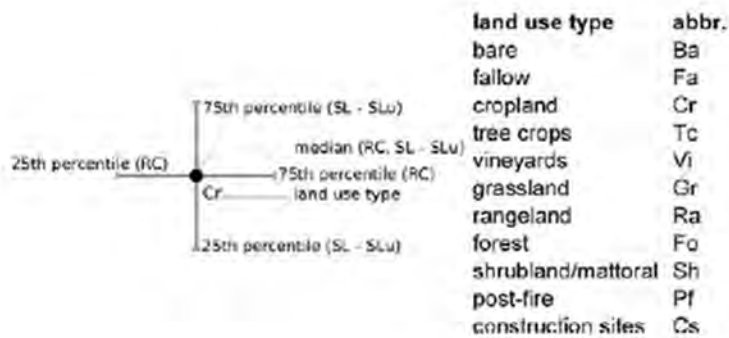 75th percentile (SL - SLu)
median (RC, SL - SLu)
25th percentile (RC)
75th percentile (RC)
Cr
land use type
25th percentile (SL - SLu)
land use type abbr.
bare Ba
fallow Fa
cropland Cr
tree crops Tc
vineyards Vi
grassland Gr
rangeland Ra
forest Fo
shrubland/mattoral Sh
post-fire Pf
construction sites Cs